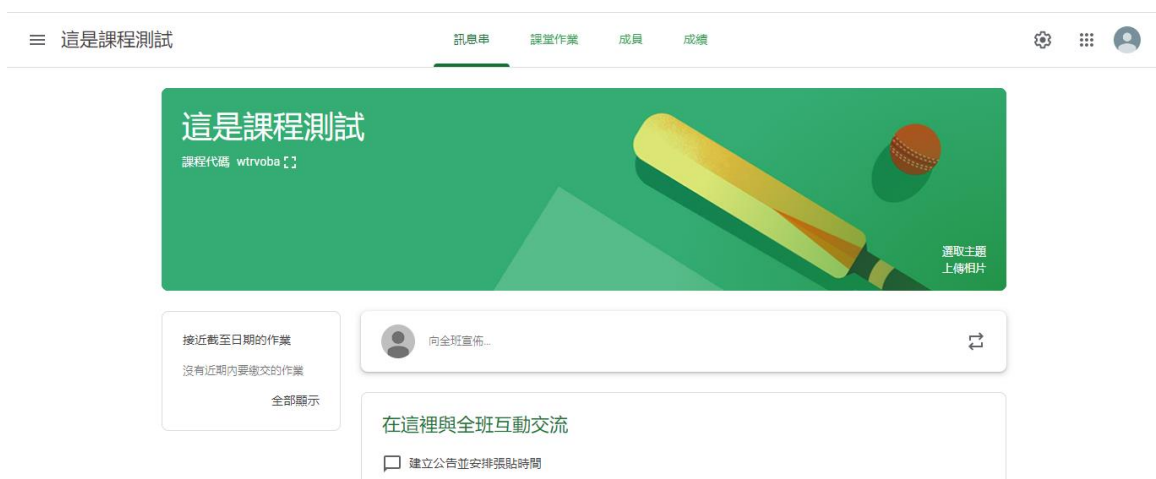 這是課程測試
訊息串 課堂作業 成員 成績
這是課程測試
課程代碼 wtrvoba
選取主題
上傳相片
接近截至日期的作業
沒有近期內要繳交的作業
全部顯示
向全班宣佈...
在這裡與全班互動交流
建立公告並安排張貼時間